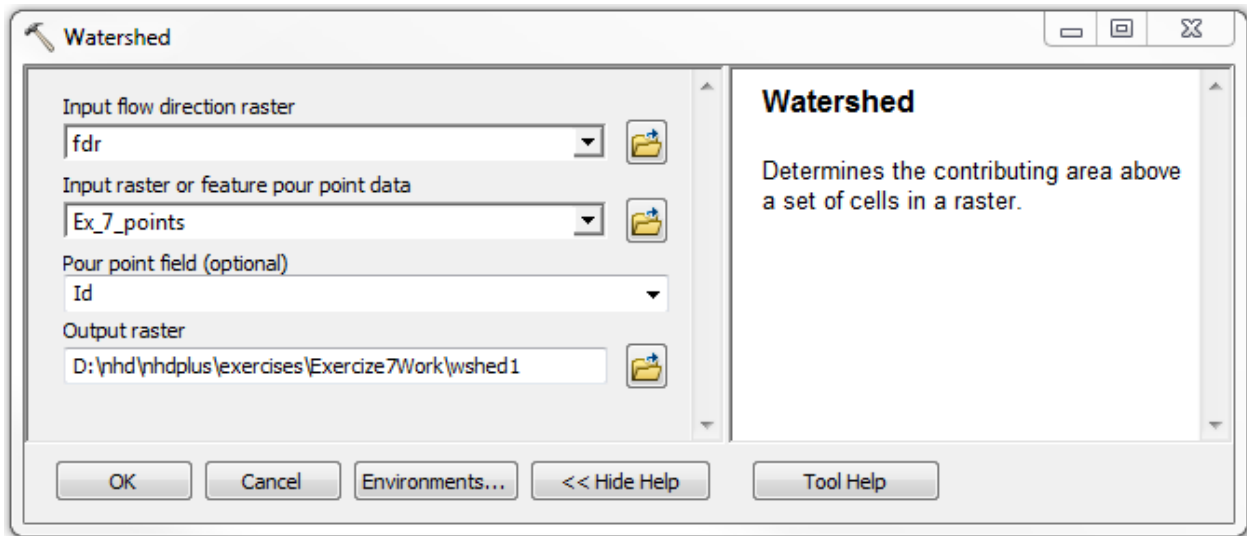 Watershed
Input flow direction raster
fdr
Input raster or feature pour point data
Ex_7_points
Pour point field (optional)
Id
Output raster
D:\nhd\nhdplus\exercises\Exercize7Work\wshed1
Watershed
Determines the contributing area above
a set of cells in a raster.
OK Cancel Environments... << Hide Help Tool Help